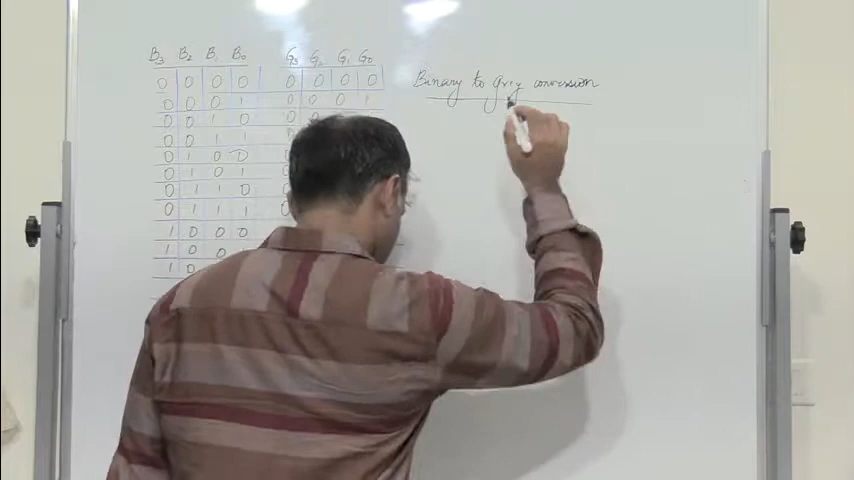 B3 B2 B1 B0 G3 G2 G1 G0
0 0 0 0 0 0 0 0
0 0 0 1 0 0 0 1
0 0 1 0 0
0 0 1 1
0 1 0 0
0 1 0 1
0 1 1 0
0 1 1 1
1 0 0 0
1 0 0
1 0
Binary to Grey conversion